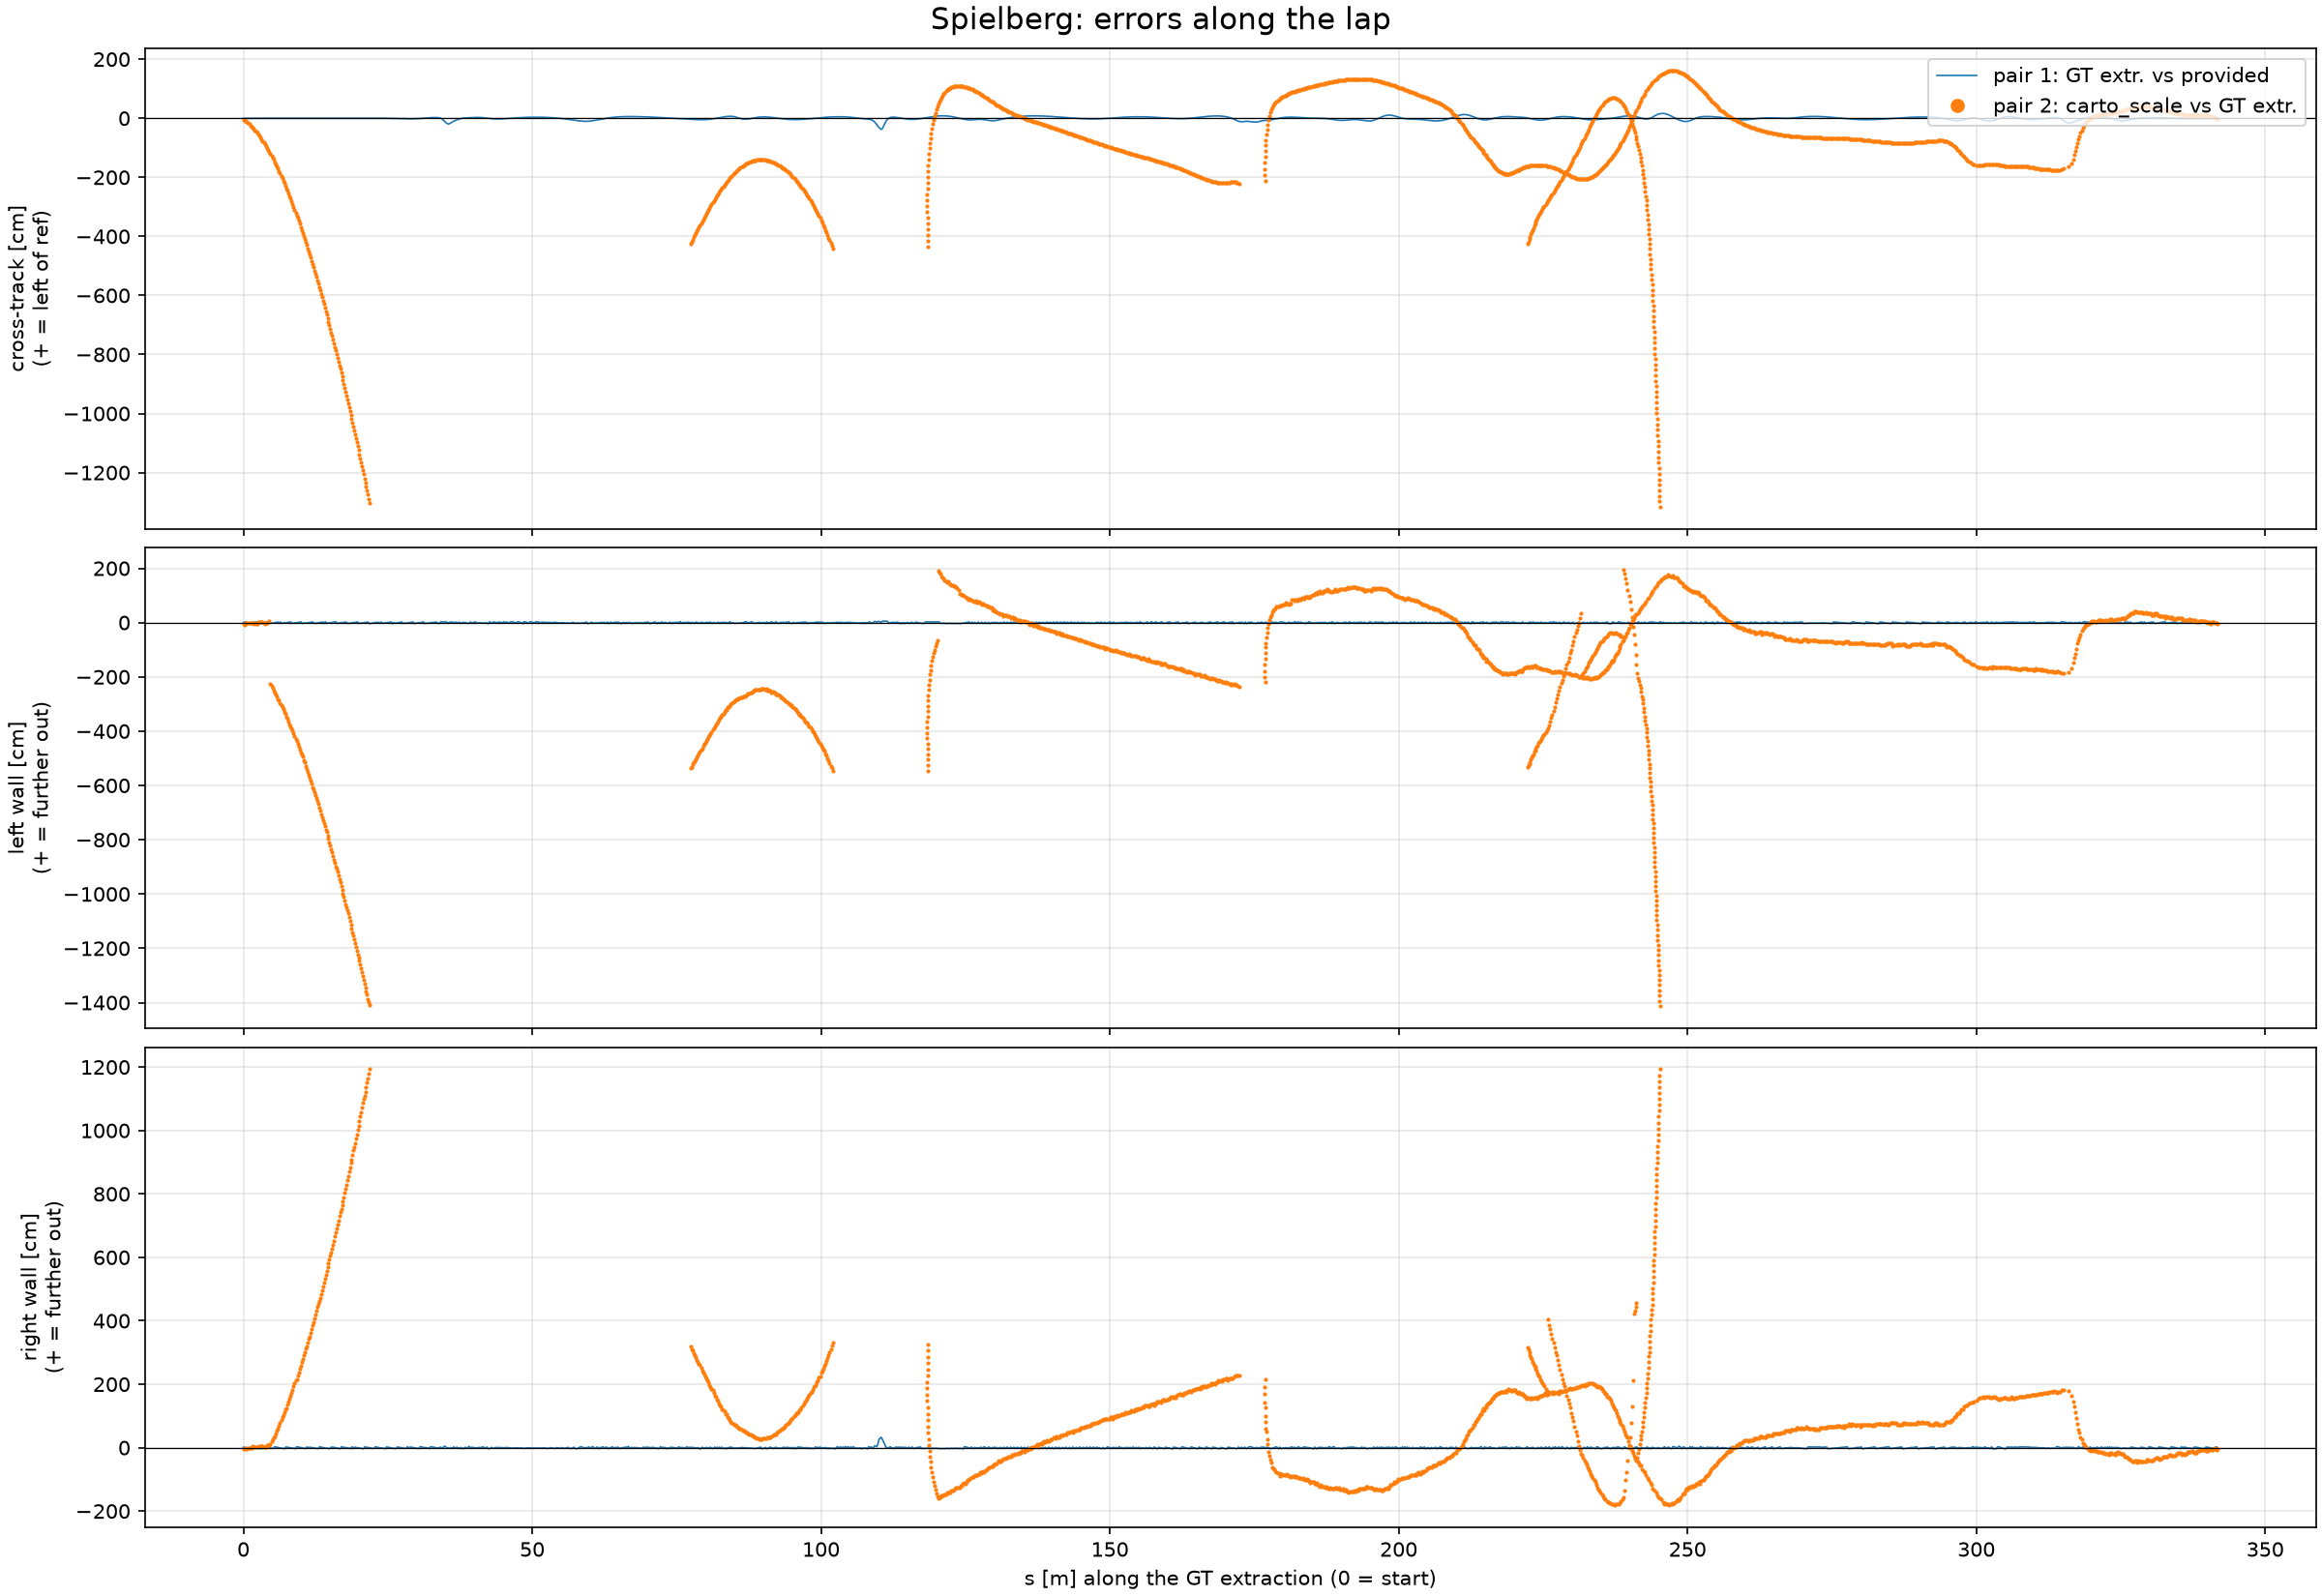 Spielberg: errors along the lap
pair 1: GT extr. vs provided
pair 2: carto_scale vs GT extr.
cross-track [cm]
(+ = left of ref)
200
0
−200
−400
−600
−800
−1000
−1200
left wall [cm]
(+ = further out)
200
0
−200
−400
−600
−800
−1000
−1200
−1400
right wall [cm]
(+ = further out)
1200
1000
800
600
400
200
0
−200
0 50 100 150 200 250 300 350
s [m] along the GT extraction (0 = start)